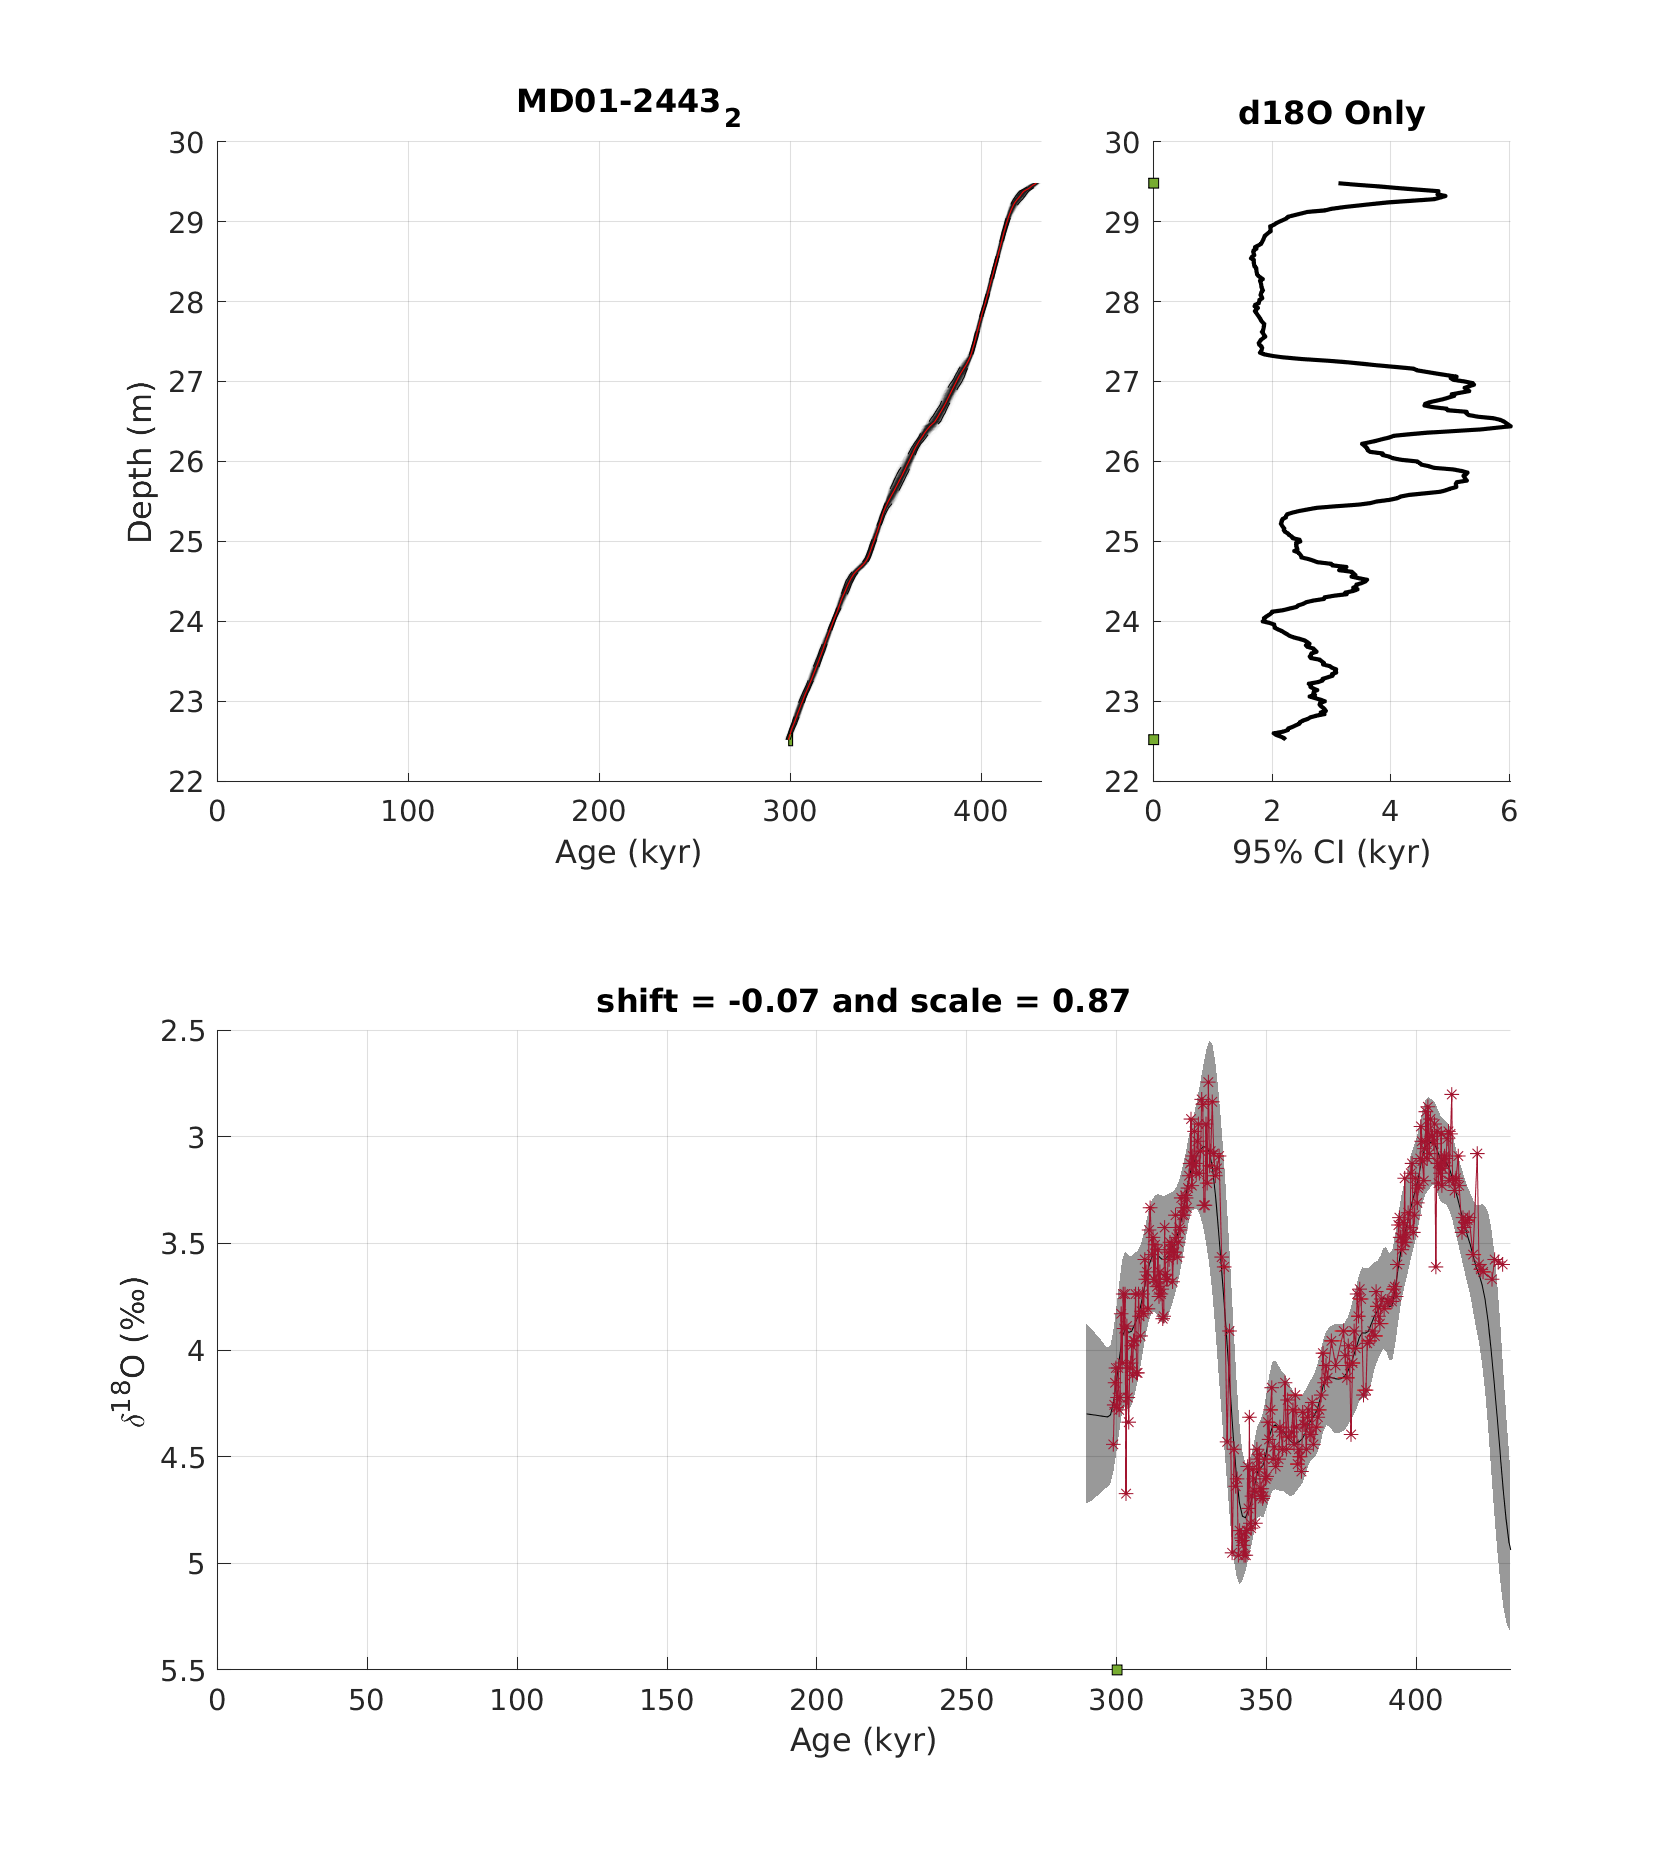 MD01-2443₂
d18O Only
30
29
28
27
26
25
24
23
22
Depth (m)
0 100 200 300 400
Age (kyr)
30
29
28
27
26
25
24
23
22
0 2 4 6
95% CI (kyr)
shift = -0.07 and scale = 0.87
2.5
3
3.5
4
4.5
5
5.5
δ¹⁸O (‰)
0 50 100 150 200 250 300 350 400
Age (kyr)